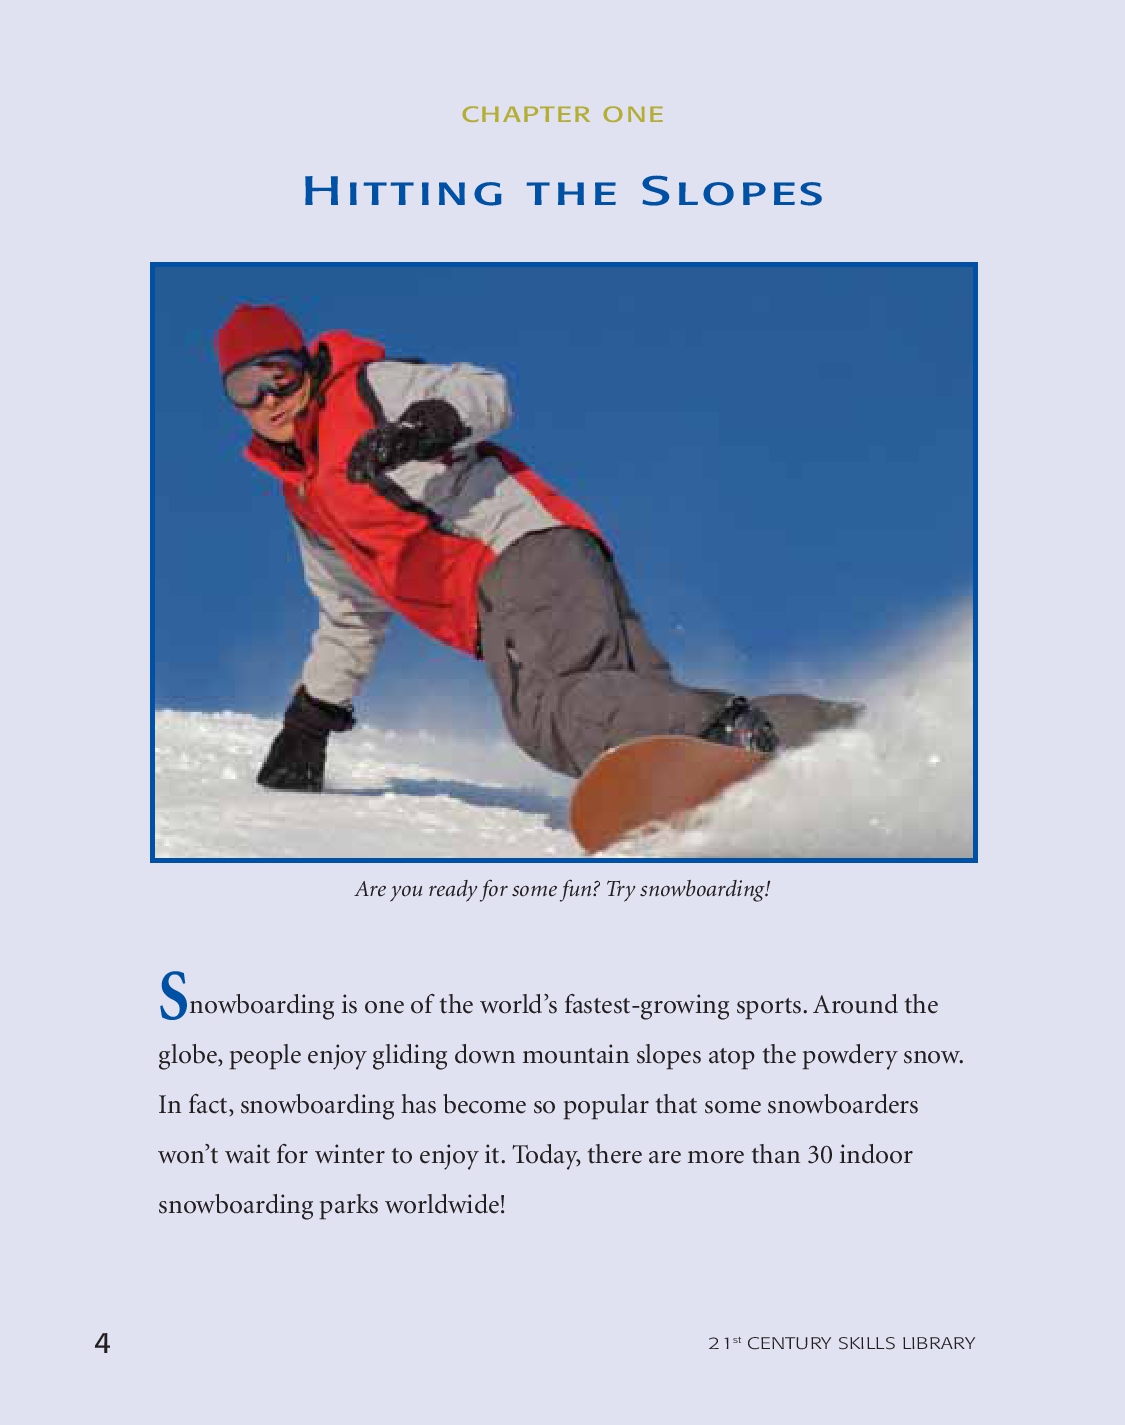 CHAPTER ONE
HITTING THE SLOPES
Are you ready for some fun? Try snowboarding!
Snowboarding is one of the world’s fastest-growing sports. Around the
globe, people enjoy gliding down mountain slopes atop the powdery snow.
In fact, snowboarding has become so popular that some snowboarders
won’t wait for winter to enjoy it. Today, there are more than 30 indoor
snowboarding parks worldwide!
4
21st CENTURY SKILLS LIBRARY